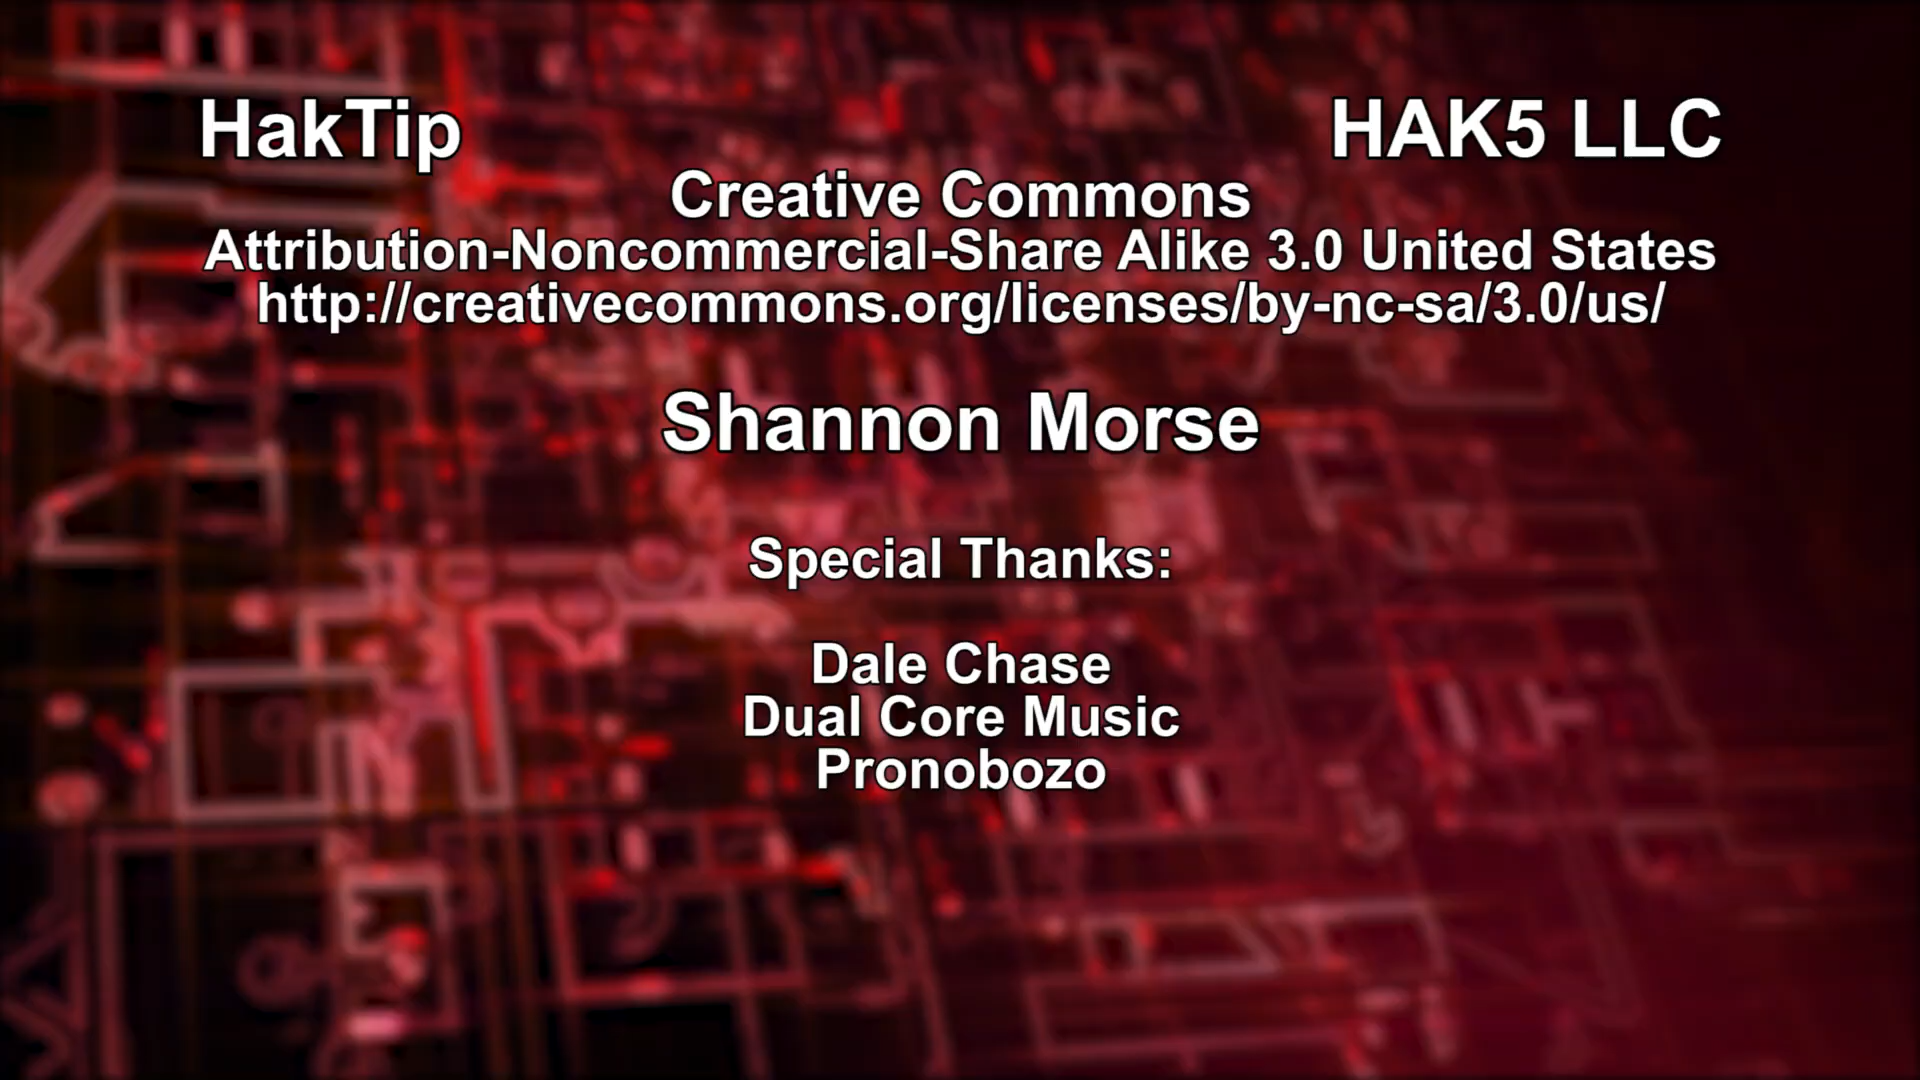 HakTip HAK5 LLC
Creative Commons
Attribution-Noncommercial-Share Alike 3.0 United States
http://creativecommons.org/licenses/by-nc-sa/3.0/us/
Shannon Morse
Special Thanks:
Dale Chase
Dual Core Music
Pronobozo